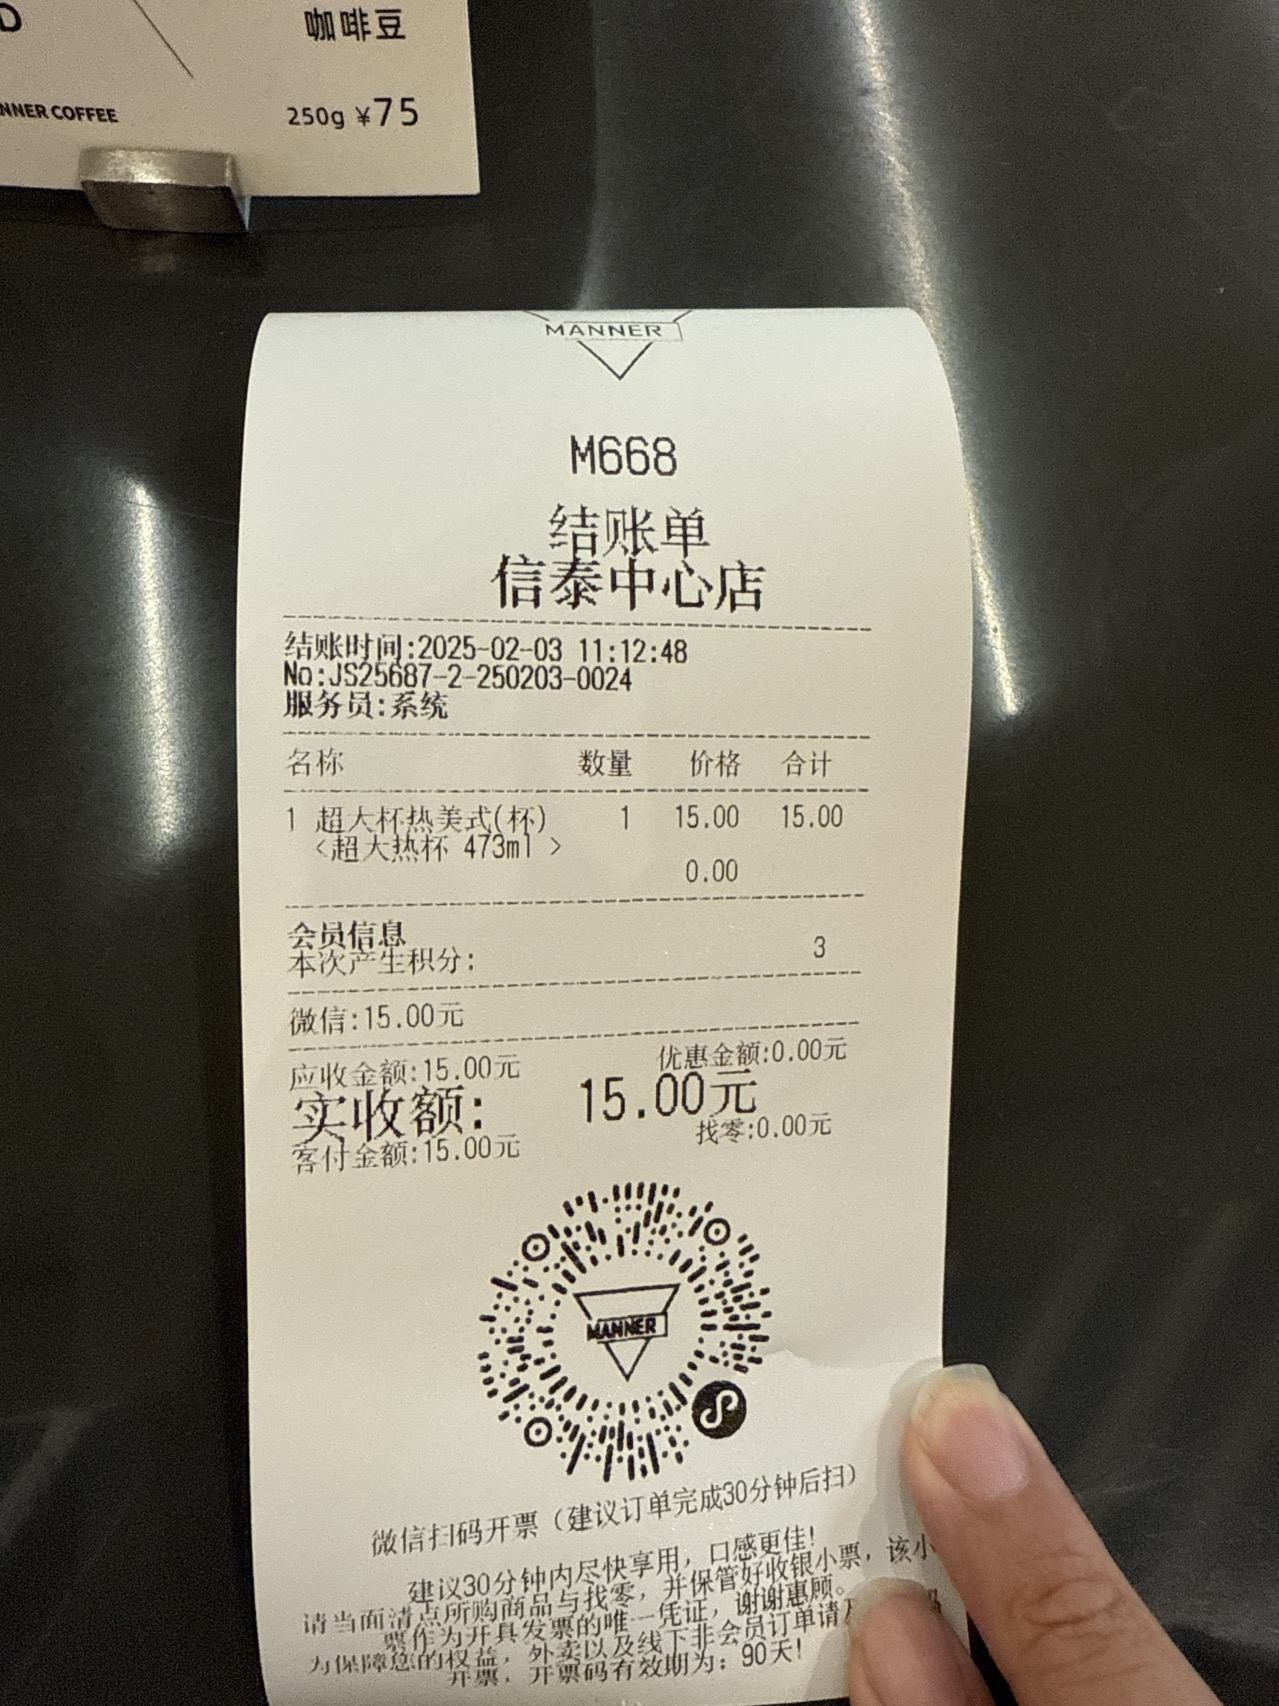 D
咖啡豆
NNER COFFEE
250g ¥75
MANNER
M668
结账单
信泰中心店
结账时间:2025-02-03 11:12:48
No:JS25687-2-250203-0024
服务员:系统
名称 数量 价格 合计
1 超大杯热美式(杯) 1 15.00 15.00
<超大热杯 473ml >
0.00
会员信息
本次产生积分: 3
微信:15.00元
应收金额:15.00元 优惠金额:0.00元
实收额: 15.00元
客付金额:15.00元 找零:0.00元
MANNER
微信扫码开票（建议订单完成30分钟后扫）
建议30分钟内尽快享用，口感更佳!
请当面清点所购商品与找零，并保管好收银小票，该小
票作为开具发票的唯一凭证，谢谢惠顾。
为保障您的权益，外卖以及线下非会员订单请
开票，开票码有效期为：90天!